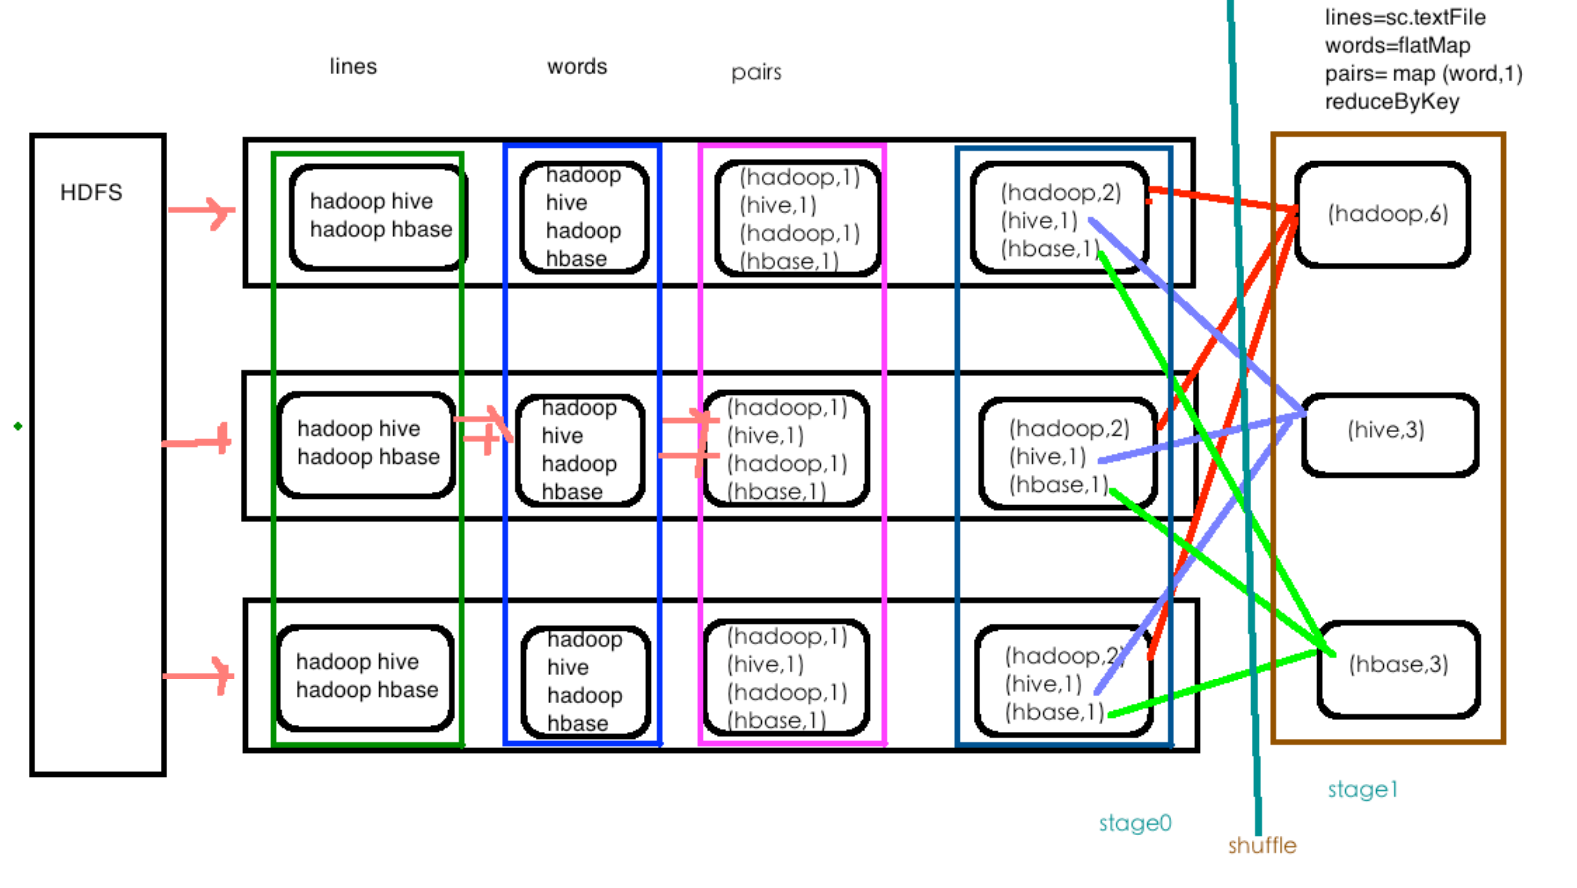 lines=sc.textFile
words=flatMap
pairs= map (word,1)
reduceByKey
lines
words
pairs
HDFS
hadoop hive
hadoop hbase
hadoop
hive
hadoop
hbase
(hadoop,1)
(hive,1)
(hadoop,1)
(hbase,1)
(hadoop,2)
(hive,1)
(hbase,1)
(hadoop,6)
hadoop hive
hadoop hbase
hadoop
hive
hadoop
hbase
(hadoop,1)
(hive,1)
(hadoop,1)
(hbase,1)
(hadoop,2)
(hive,1)
(hbase,1)
(hive,3)
hadoop hive
hadoop hbase
hadoop
hive
hadoop
hbase
(hadoop,1)
(hive,1)
(hadoop,1)
(hbase,1)
(hadoop,2)
(hive,1)
(hbase,1)
(hbase,3)
stage0
shuffle
stage1